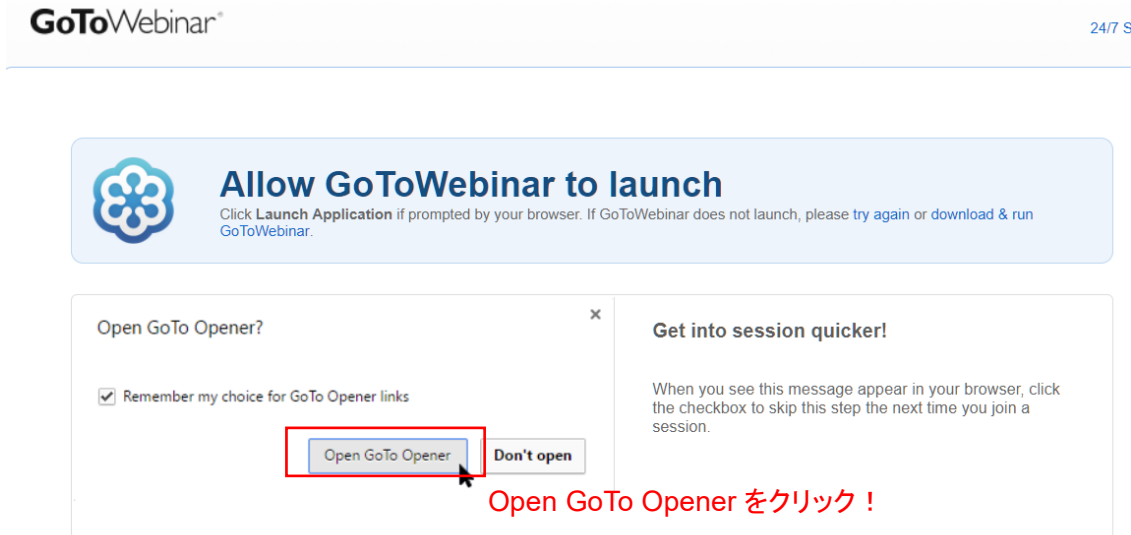 GoToWebinar®
24/7 S
Allow GoToWebinar to launch
Click Launch Application if prompted by your browser. If GoToWebinar does not launch, please try again or download & run
GoToWebinar.
Open GoTo Opener?
×
Remember my choice for GoTo Opener links
Open GoTo Opener
Don't open
Open GoTo Opener をクリック！
Get into session quicker!
When you see this message appear in your browser, click
the checkbox to skip this step the next time you join a
session.